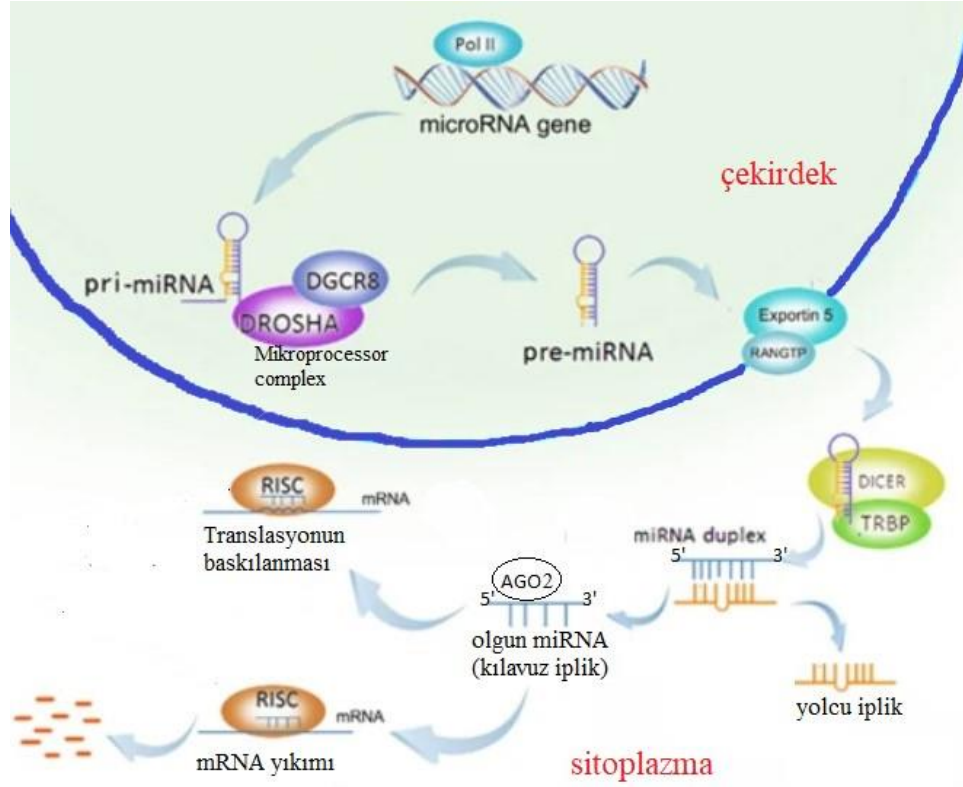 Pol II
microRNA gene
çekirdek
pri-miRNA
DGCR8
DROSHA
Mikroprocessor
complex
pre-miRNA
Exportin 5
RANGTP
DICER
TRBP
miRNA duplex
5' 3'
RISC
mRNA
Translasyonun
baskılanması
AGO2
5' 3'
olgun miRNA
(kılavuz iplik)
yolcu iplik
RISC
mRNA
mRNA yıkımı
sitoplazma